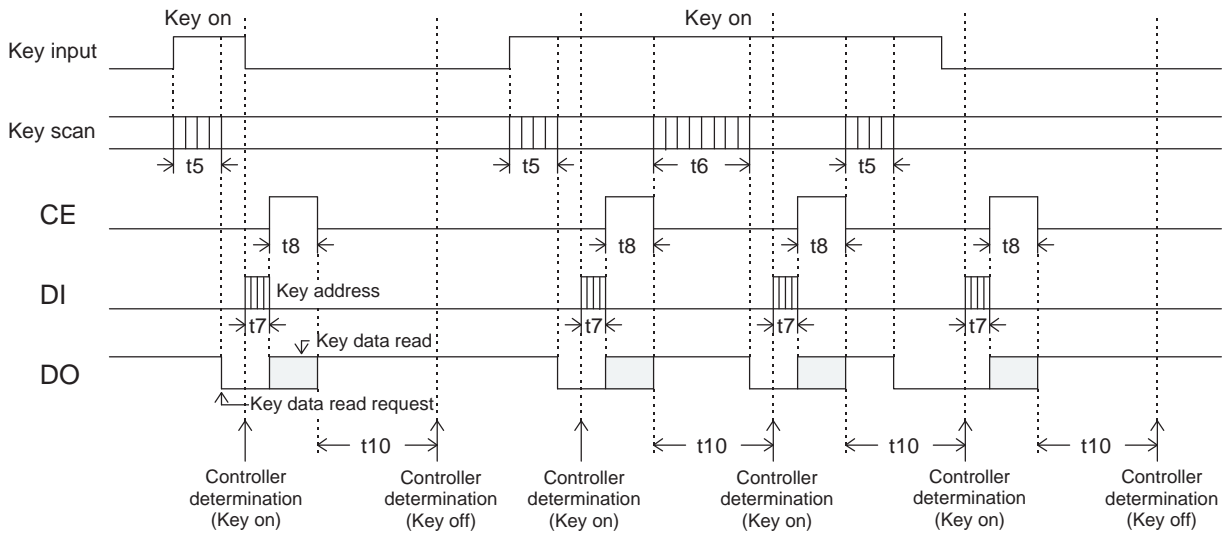 Key on
Key on
Key input
Key scan
t5
t5
t6
t5
CE
t8
t8
t8
t8
DI
Key address
t7
t7
t7
t7
Key data read
DO
Key data read request
t10
t10
t10
t10
Controller
determination
(Key on)
Controller
determination
(Key off)
Controller
determination
(Key on)
Controller
determination
(Key on)
Controller
determination
(Key on)
Controller
determination
(Key off)